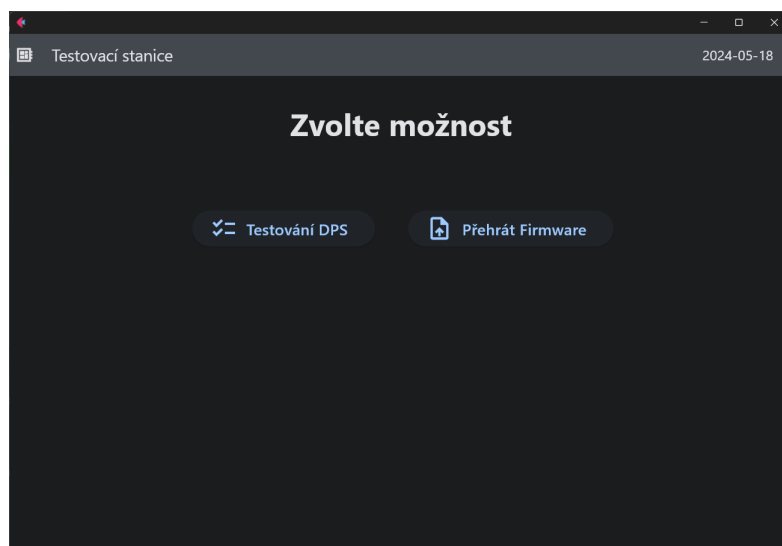 Testovací stanice 2024-05-18
Zvolte možnost
Testování DPS Přehrát Firmware